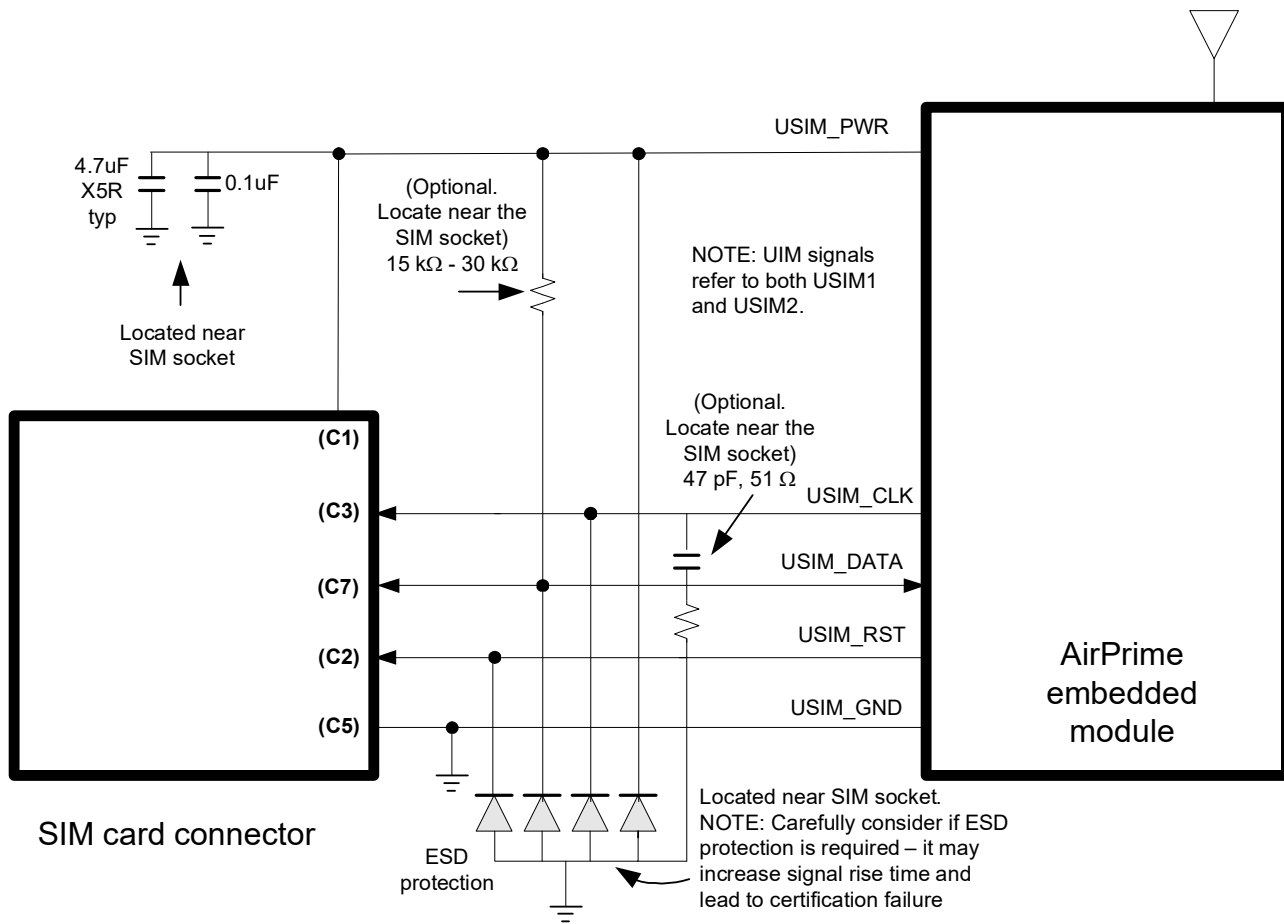 USIM_PWR
4.7uF
X5R
typ
0.1uF
(Optional.
Locate near the
SIM socket)
15 kΩ - 30 kΩ
NOTE: UIM signals
refer to both USIM1
and USIM2.
Located near
SIM socket
(Optional.
Locate near the
SIM socket)
47 pF, 51 Ω
(C1)
(C3)
USIM_CLK
(C7)
USIM_DATA
(C2)
USIM_RST
(C5)
USIM_GND
AirPrime
embedded
module
SIM card connector
ESD
protection
Located near SIM socket.
NOTE: Carefully consider if ESD
protection is required – it may
increase signal rise time and
lead to certification failure